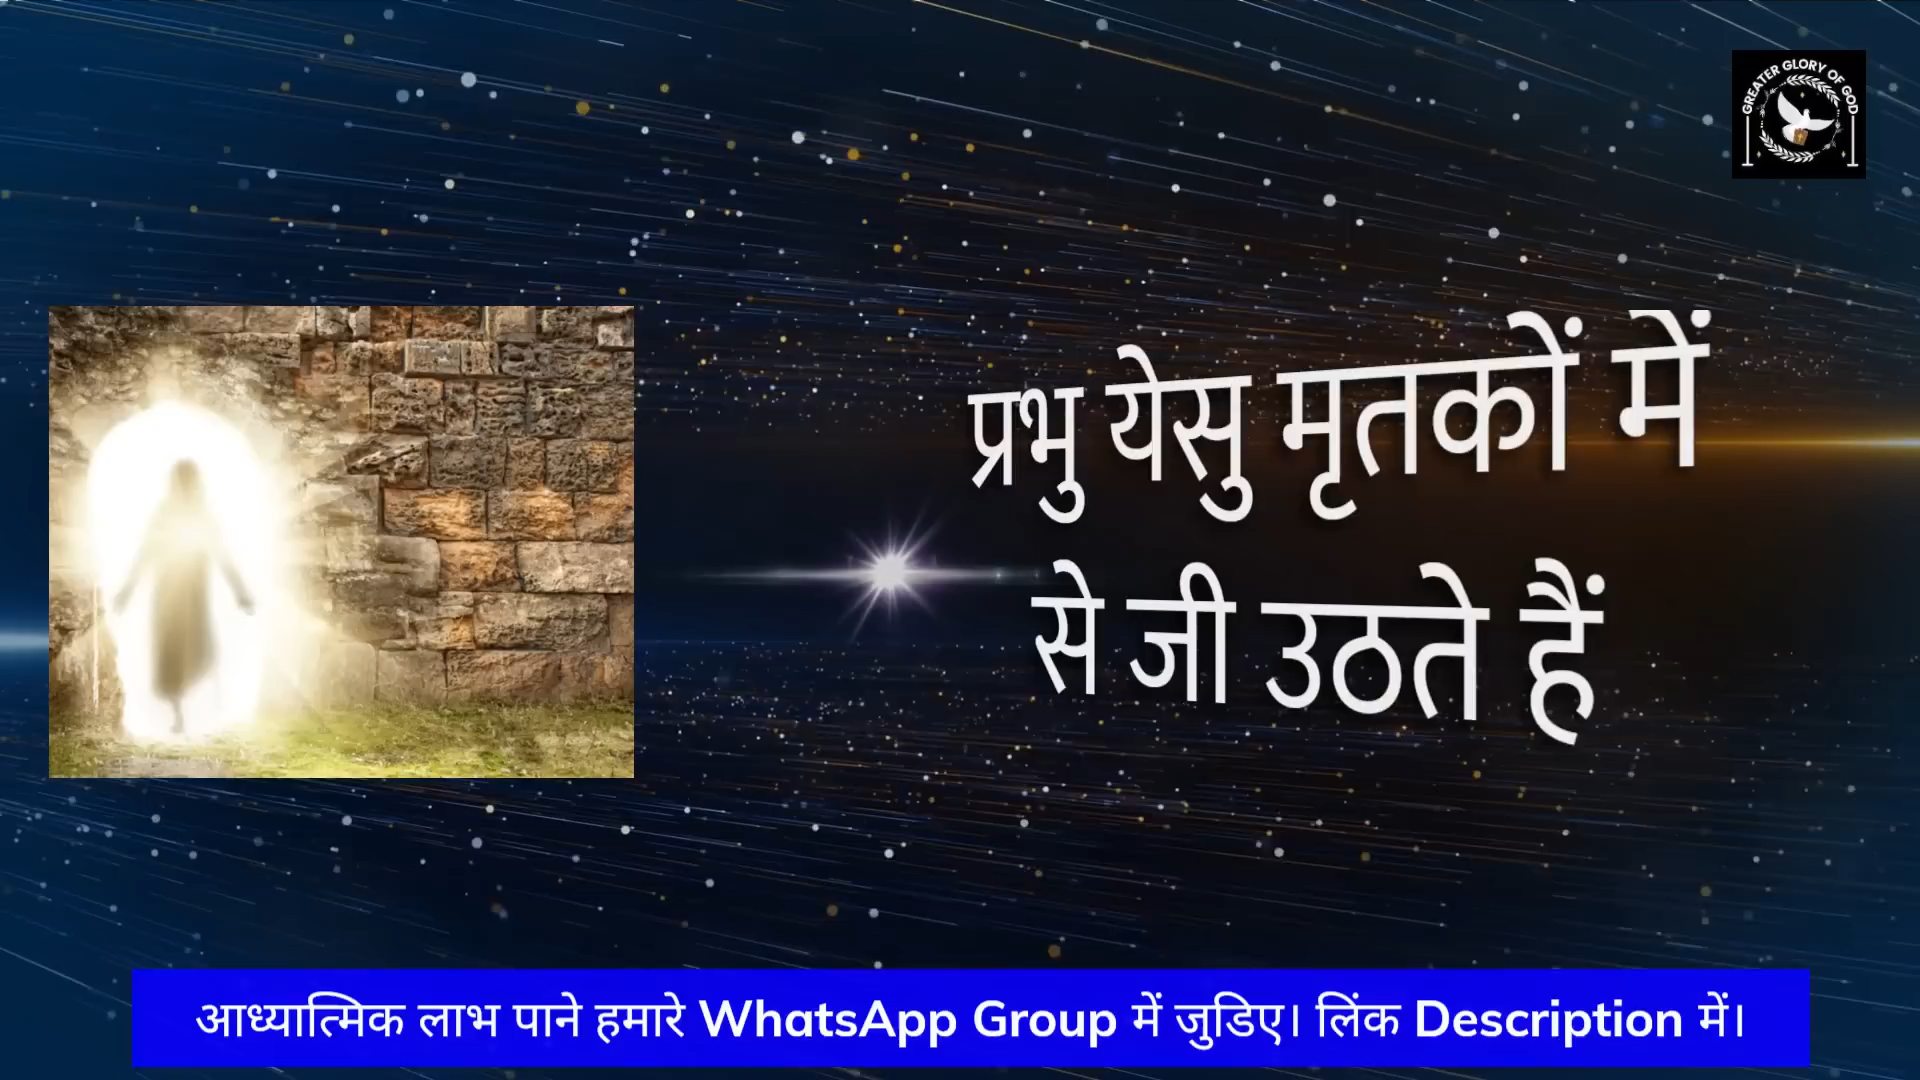 GREATER GLORY OF GOD
प्रभु येसु मृतकों में
से जी उठते हैं
आध्यात्मिक लाभ पाने हमारे WhatsApp Group में जुडिए। लिंक Description में।